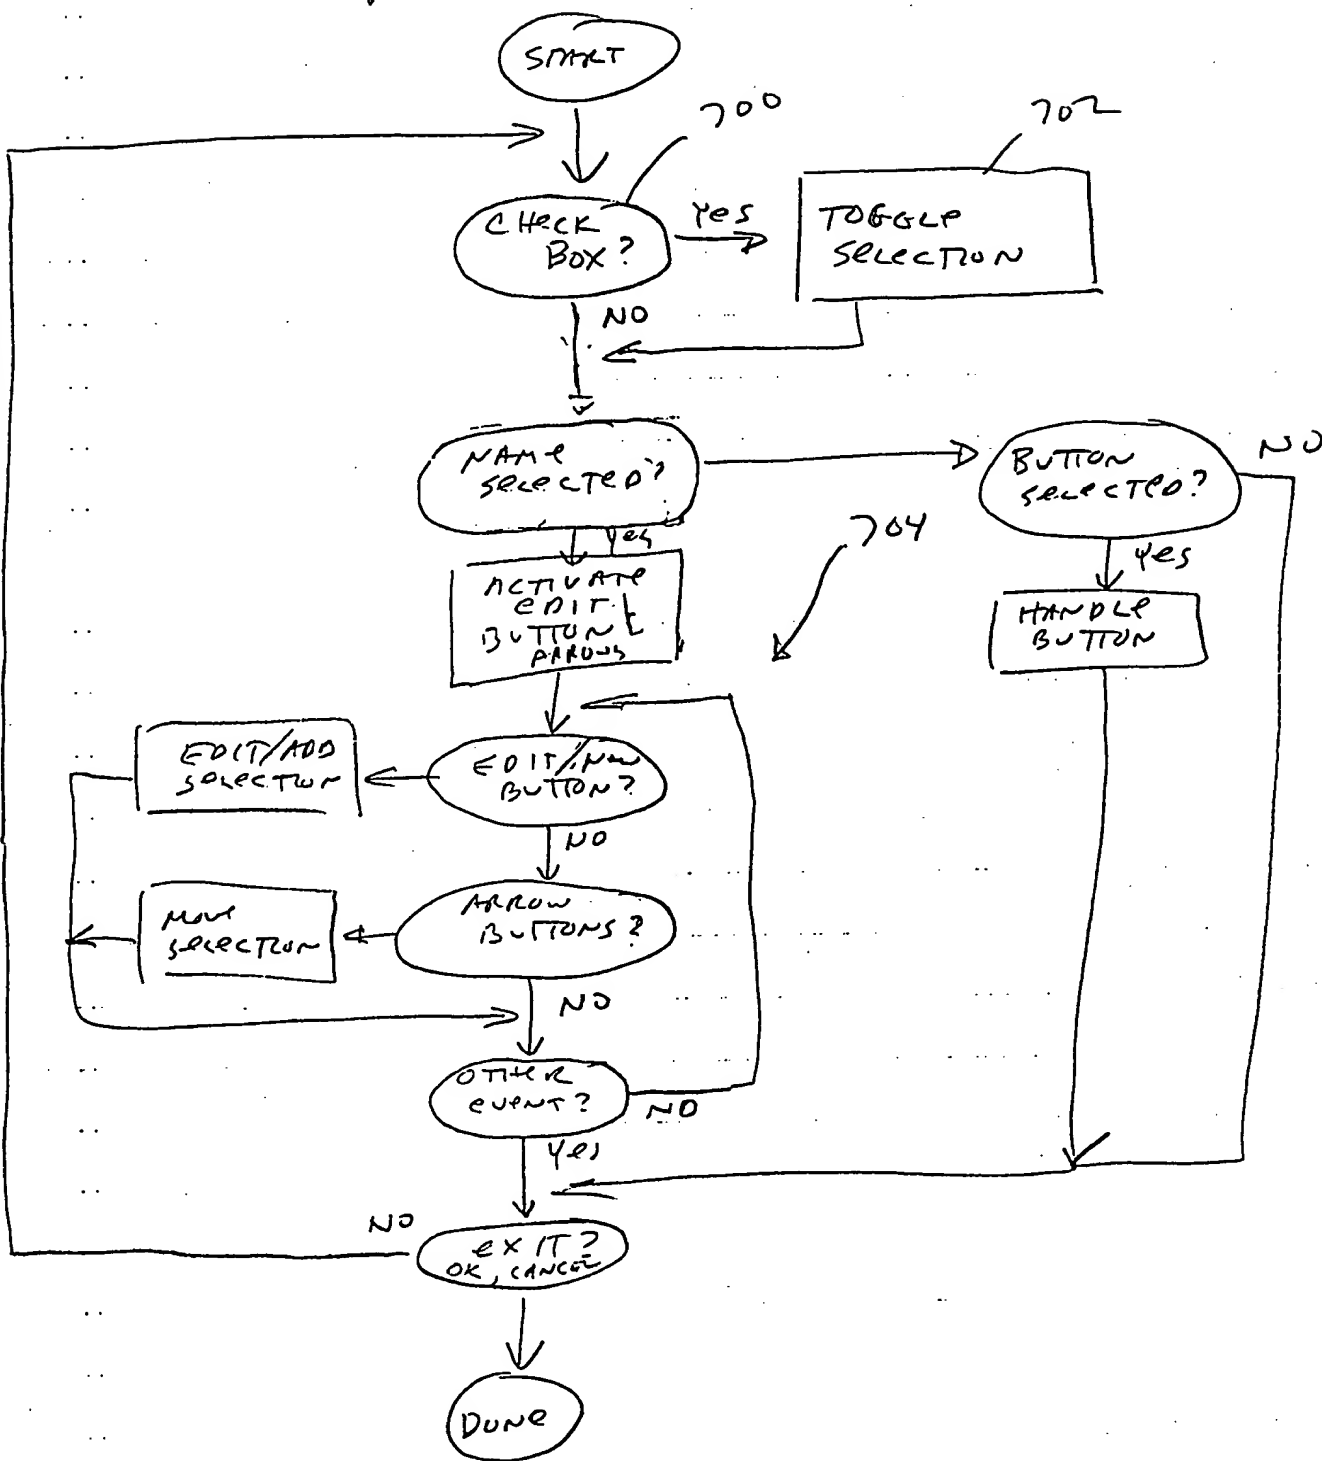 START
700
702
CHECK
BOX?
YES
TOGGLE
SELECTION
NO
NAME
SELECTED?
BUTTON
SELECTED?
NO
704
Yes
Yes
ACTIVATE
EDIT
BUTTON &
ARROWS
HANDLE
BUTTON
EDIT/ADD
SELECTION
EDIT/NEW
BUTTON?
NO
MOVE
SELECTION
ARROW
BUTTONS?
NO
OTHER
EVENT?
NO
Yes
NO
EXIT?
OK, CANCEL
DONE